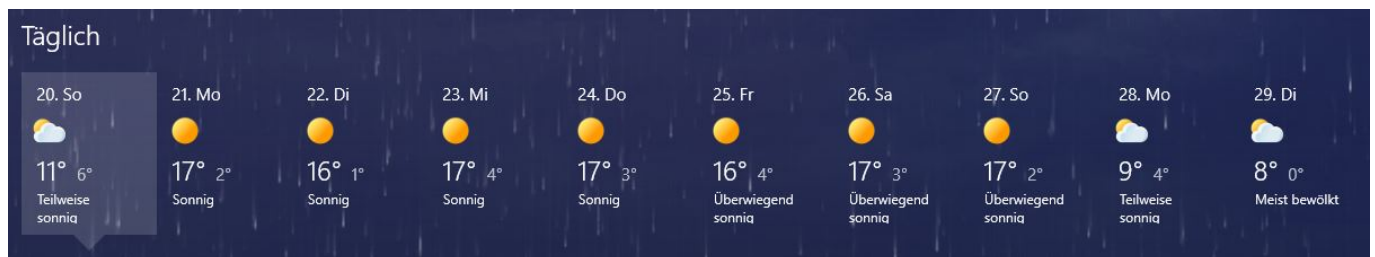 Täglich
20. So 21. Mo 22. Di 23. Mi 24. Do 25. Fr 26. Sa 27. So 28. Mo 29. Di
11° 6° 17° 2° 16° 1° 17° 4° 17° 3° 16° 4° 17° 3° 17° 2° 9° 4° 8° 0°
Teilweise Sonnig Sonnig Sonnig Sonnig Überwiegend Überwiegend Überwiegend Teilweise Meist bewölkt
sonnig sonnig sonnig sonnig sonnig